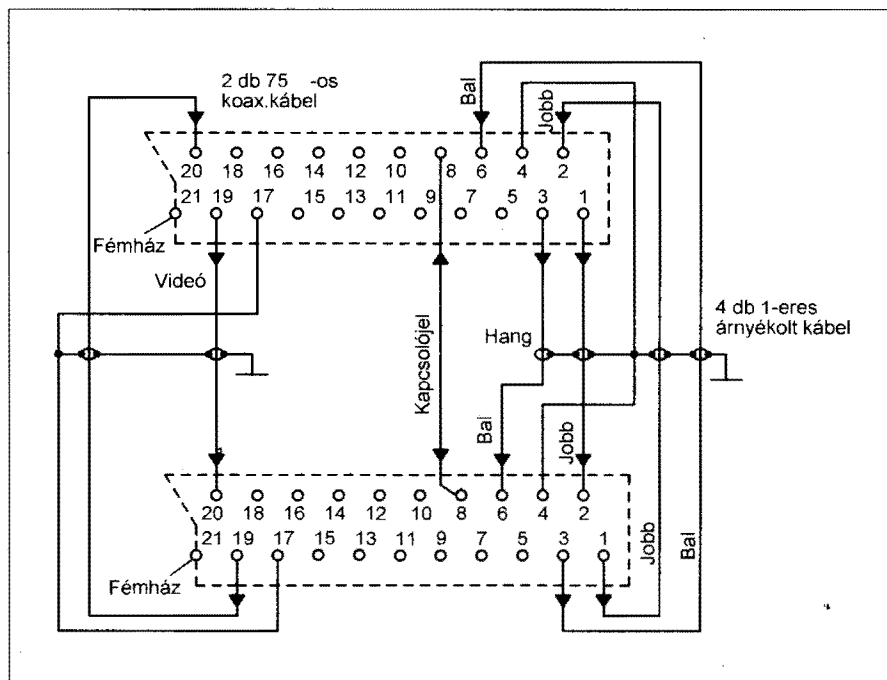 2 db 75 -os
koax.kábel
Bal
Jobb
20 18 16 14 12 10 8 6 4 2
21 19 17 15 13 11 9 7 5 3 1
Fémház
Videó
Kapcsolójel
Hang
4 db 1-eres
árnyékolt kábel
Bal
Jobb
20 18 16 14 12 10 8 6 4 2
21 19 17 15 13 11 9 7 5 3 1
Fémház
Jobb
Bal